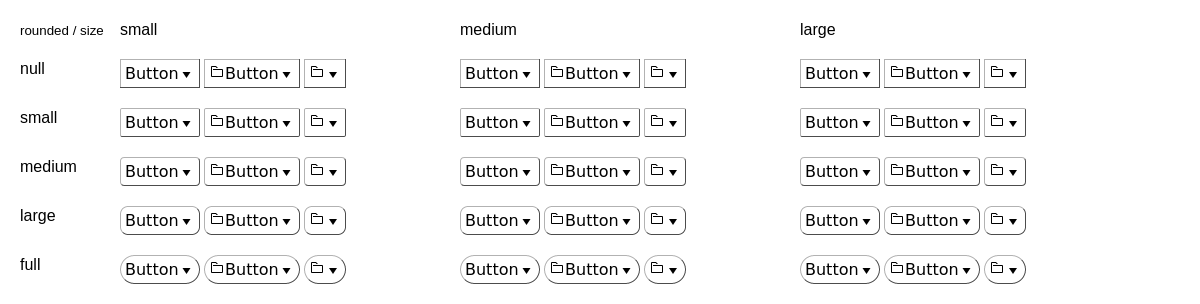 rounded / size small medium large
null Button Button Button Button Button Button
small Button Button Button Button Button Button
medium Button Button Button Button Button Button
large Button Button Button Button Button Button
full Button Button Button Button Button Button